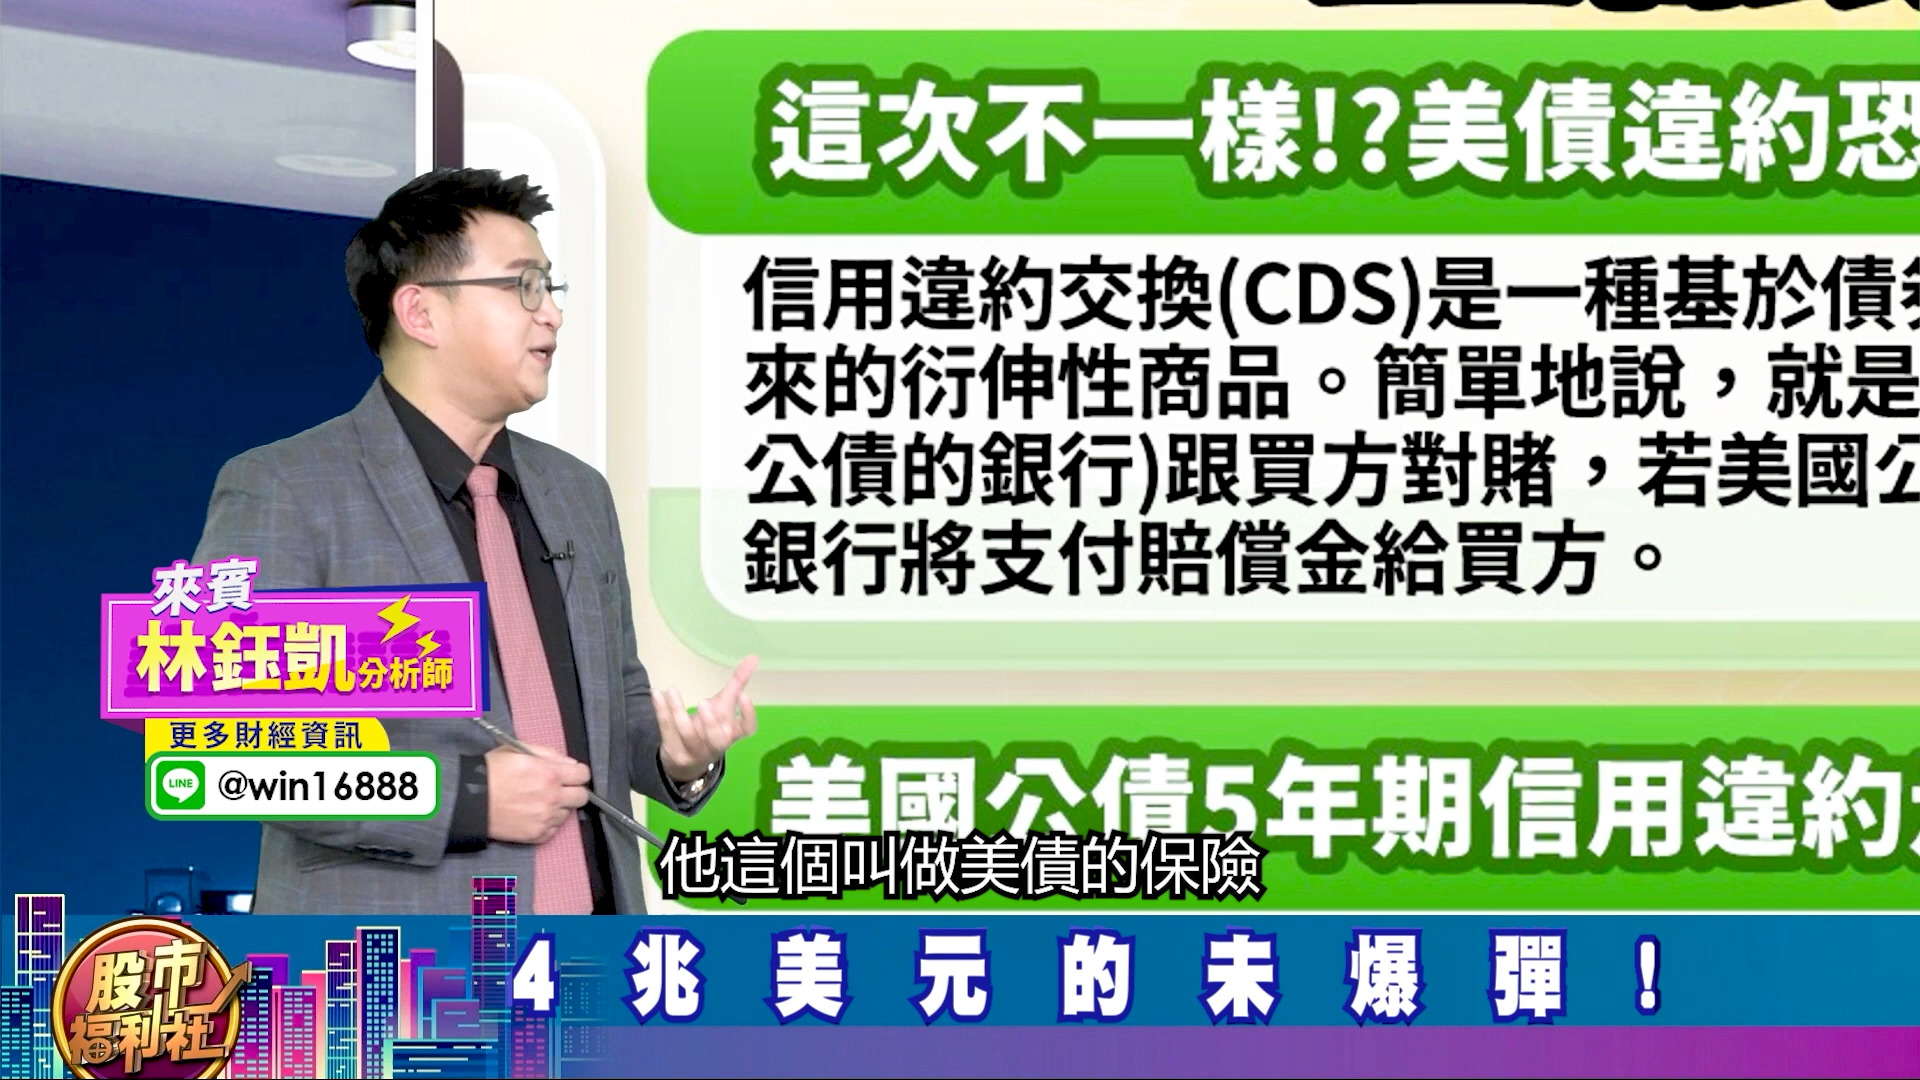 這次不一樣!?美債違約恐
信用違約交換(CDS)是一種基於債券
來的衍伸性商品。簡單地說，就是
公債的銀行)跟買方對賭，若美國公
銀行將支付賠償金給買方。
來賓
林鈺凱分析師
更多財經資訊
LINE @win16888
美國公債5年期信用違約
他這個叫做美債的保險
4兆美元的未爆彈!
股市
福利社